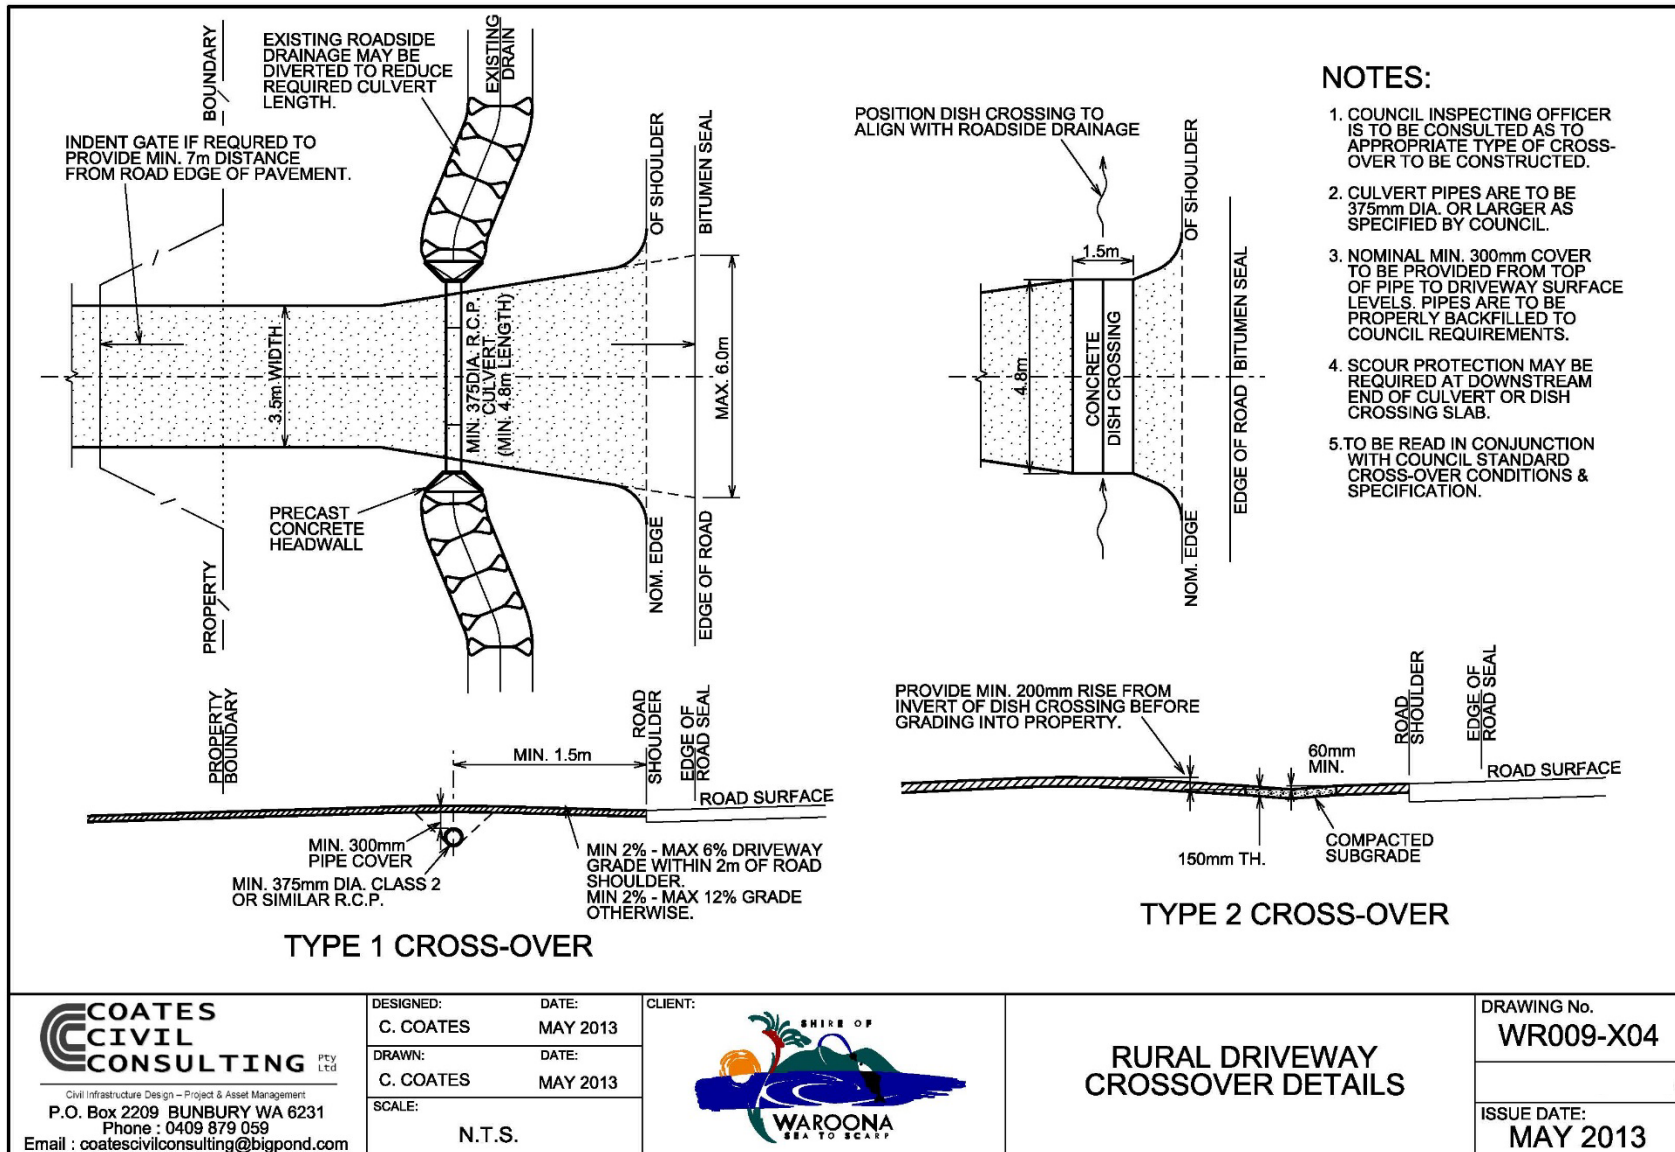 EXISTING ROADSIDE
DRAINAGE MAY BE
DIVERTED TO REDUCE
REQUIRED CULVERT
LENGTH.
BOUNDARY
EXISTING
DRAIN
INDENT GATE IF REQURED TO
PROVIDE MIN. 7m DISTANCE
FROM ROAD EDGE OF PAVEMENT.
OF SHOULDER
BITUMEN SEAL
3.5m WIDTH
MIN. 375DIA. R.C.P.
CULVERT
(MIN. 4.8m LENGTH)
MAX. 6.0m
PRECAST
CONCRETE
HEADWALL
PROPERTY
NOM. EDGE
EDGE OF ROAD
POSITION DISH CROSSING TO
ALIGN WITH ROADSIDE DRAINAGE
OF SHOULDER
BITUMEN SEAL
1.5m
4.8m
CONCRETE
DISH CROSSING
NOM. EDGE
EDGE OF ROAD
NOTES:
1. COUNCIL INSPECTING OFFICER
IS TO BE CONSULTED AS TO
APPROPRIATE TYPE OF CROSS-
OVER TO BE CONSTRUCTED.
2. CULVERT PIPES ARE TO BE
375mm DIA. OR LARGER AS
SPECIFIED BY COUNCIL.
3. NOMINAL MIN. 300mm COVER
TO BE PROVIDED FROM TOP
OF PIPE TO DRIVEWAY SURFACE
LEVELS. PIPES ARE TO BE
PROPERLY BACKFILLED TO
COUNCIL REQUIREMENTS.
4. SCOUR PROTECTION MAY BE
REQUIRED AT DOWNSTREAM
END OF CULVERT OR DISH
CROSSING SLAB.
5. TO BE READ IN CONJUNCTION
WITH COUNCIL STANDARD
CROSS-OVER CONDITIONS &
SPECIFICATION.
PROPERTY
BOUNDARY
MIN. 1.5m
ROAD
SHOULDER
EDGE OF
ROAD SEAL
ROAD SURFACE
MIN. 300mm
PIPE COVER
MIN. 375mm DIA. CLASS 2
OR SIMILAR R.C.P.
MIN 2% - MAX 6% DRIVEWAY
GRADE WITHIN 2m OF ROAD
SHOULDER.
MIN 2% - MAX 12% GRADE
OTHERWISE.
TYPE 1 CROSS-OVER
PROVIDE MIN. 200mm RISE FROM
INVERT OF DISH CROSSING BEFORE
GRADING INTO PROPERTY.
60mm
MIN.
ROAD
SHOULDER
EDGE OF
ROAD SEAL
ROAD SURFACE
150mm TH.
COMPACTED
SUBGRADE
TYPE 2 CROSS-OVER
COATES
CIVIL
CONSULTING Pty Ltd
Civil Infrastructure Design – Project & Asset Management
P.O. Box 2209 BUNBURY WA 6231
Phone : 0409 879 059
Email : coatescivilconsulting@bigpond.com
DESIGNED: DATE:
C. COATES MAY 2013
DRAWN: DATE:
C. COATES MAY 2013
SCALE:
N.T.S.
CLIENT:
SHIRE OF
WAROONA
SEA TO SCARP
RURAL DRIVEWAY
CROSSOVER DETAILS
DRAWING No.
WR009-X04
ISSUE DATE:
MAY 2013